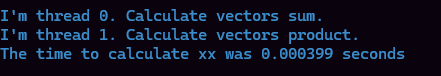 I'm thread 0. Calculate vectors sum.
I'm thread 1. Calculate vectors product.
The time to calculate xx was 0.000399 seconds